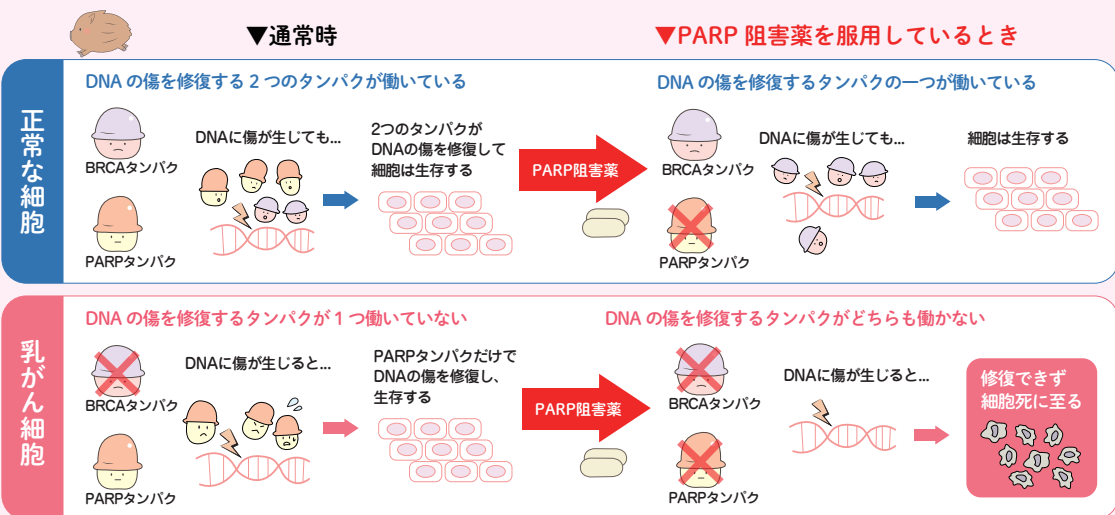 ▼通常時
▼PARP 阻害薬を服用しているとき
正常な細胞
DNA の傷を修復する 2 つのタンパクが働いている
BRCAタンパク
PARPタンパク
DNAに傷が生じても...
2つのタンパクが
DNAの傷を修復して
細胞は生存する
PARP阻害薬
DNA の傷を修復するタンパクの一つが働いている
BRCAタンパク
PARPタンパク
DNAに傷が生じても...
細胞は生存する
乳がん細胞
DNA の傷を修復するタンパクが 1 つ働いていない
BRCAタンパク
PARPタンパク
DNAに傷が生じると...
PARPタンパクだけで
DNAの傷を修復し、
生存する
PARP阻害薬
DNA の傷を修復するタンパクがどちらも働かない
BRCAタンパク
PARPタンパク
DNAに傷が生じると...
修復できず
細胞死に至る